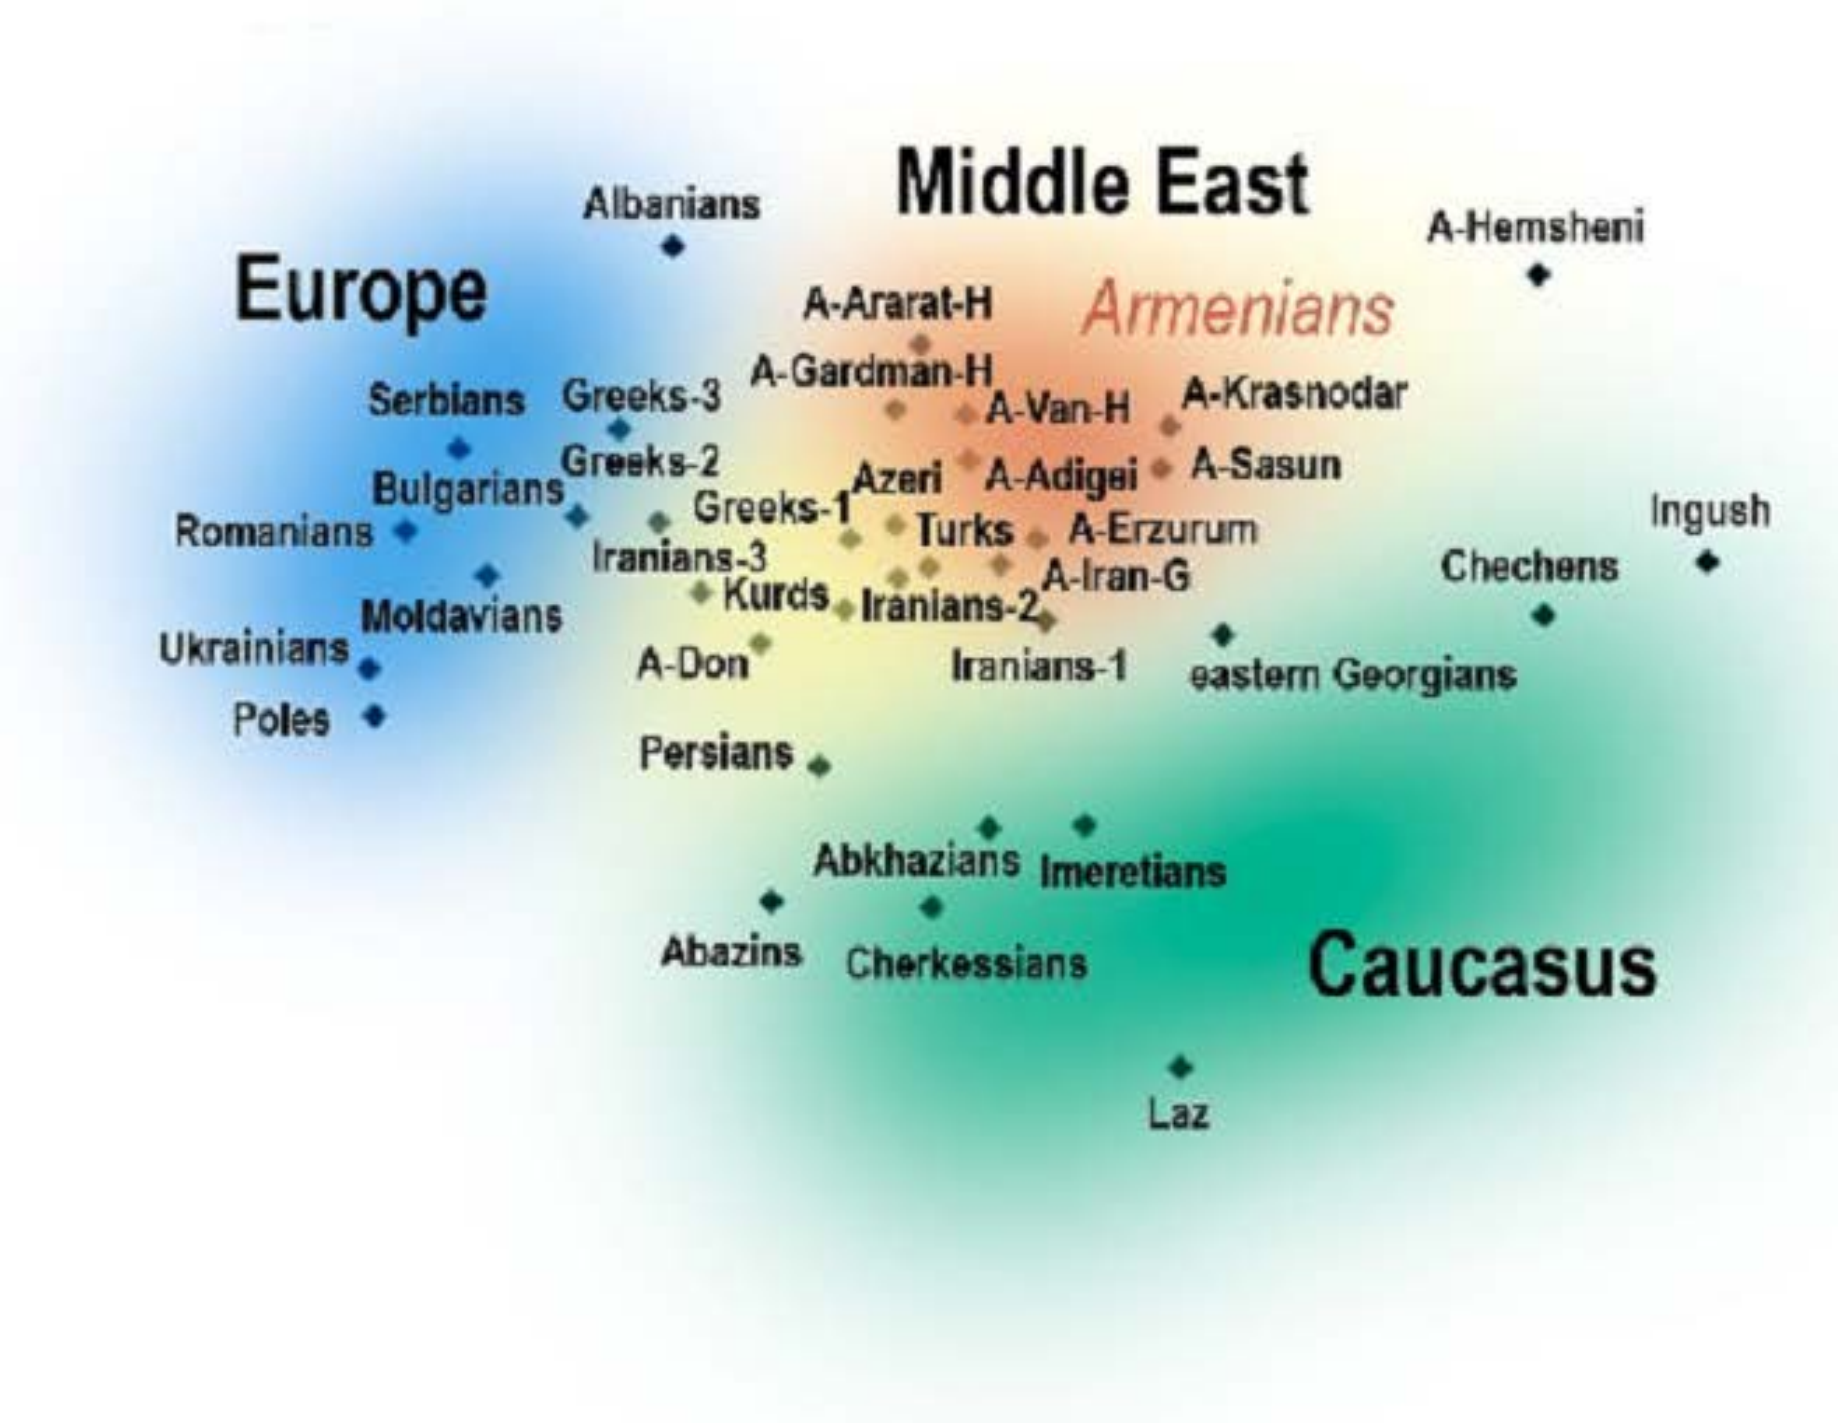 Middle East
Albanians
A-Hemsheni
Europe
A-Ararat-H
Armenians
A-Gardman-H
Serbians
Greeks-3
A-Van-H
A-Krasnodar
Greeks-2
Azeri
A-Adigei
A-Sasun
Bulgarians
Greeks-1
Ingush
Romanians
Turks
A-Erzurum
Iranians-3
Chechens
A-Iran-G
Kurds
Iranians-2
Moldavians
Ukrainians
A-Don
Iranians-1
eastern Georgians
Poles
Persians
Abkhazians
Imeretians
Abazins
Cherkessians
Caucasus
Laz